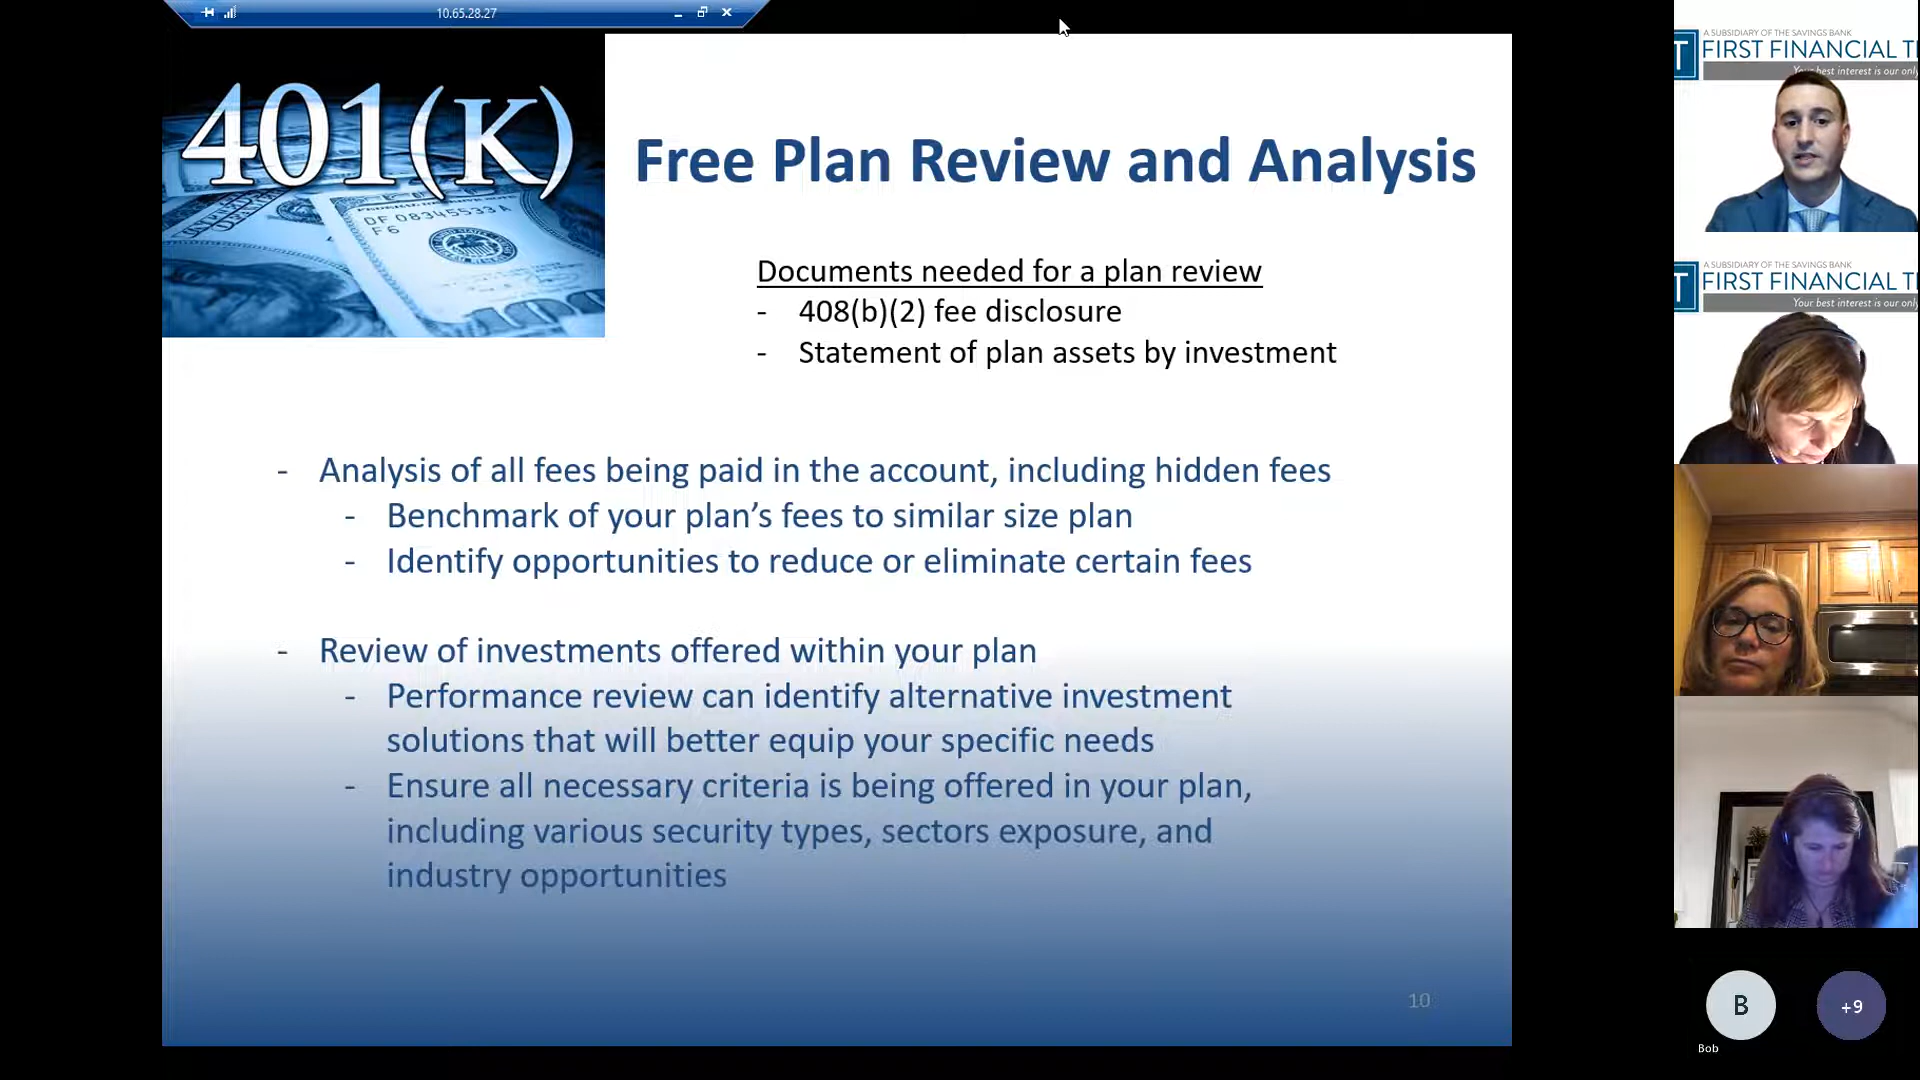 10.65.28.27
401(K)
DF 08345533A
F6
Free Plan Review and Analysis
Documents needed for a plan review
- 408(b)(2) fee disclosure
- Statement of plan assets by investment
- Analysis of all fees being paid in the account, including hidden fees
- Benchmark of your plan’s fees to similar size plan
- Identify opportunities to reduce or eliminate certain fees
- Review of investments offered within your plan
- Performance review can identify alternative investment
solutions that will better equip your specific needs
- Ensure all necessary criteria is being offered in your plan,
including various security types, sectors exposure, and
industry opportunities
10
A SUBSIDIARY OF THE SAVINGS BANK
FIRST FINANCIAL T
Your best interest is our only
A SUBSIDIARY OF THE SAVINGS BANK
FIRST FINANCIAL T
Your best interest is our only
B
+9
Bob